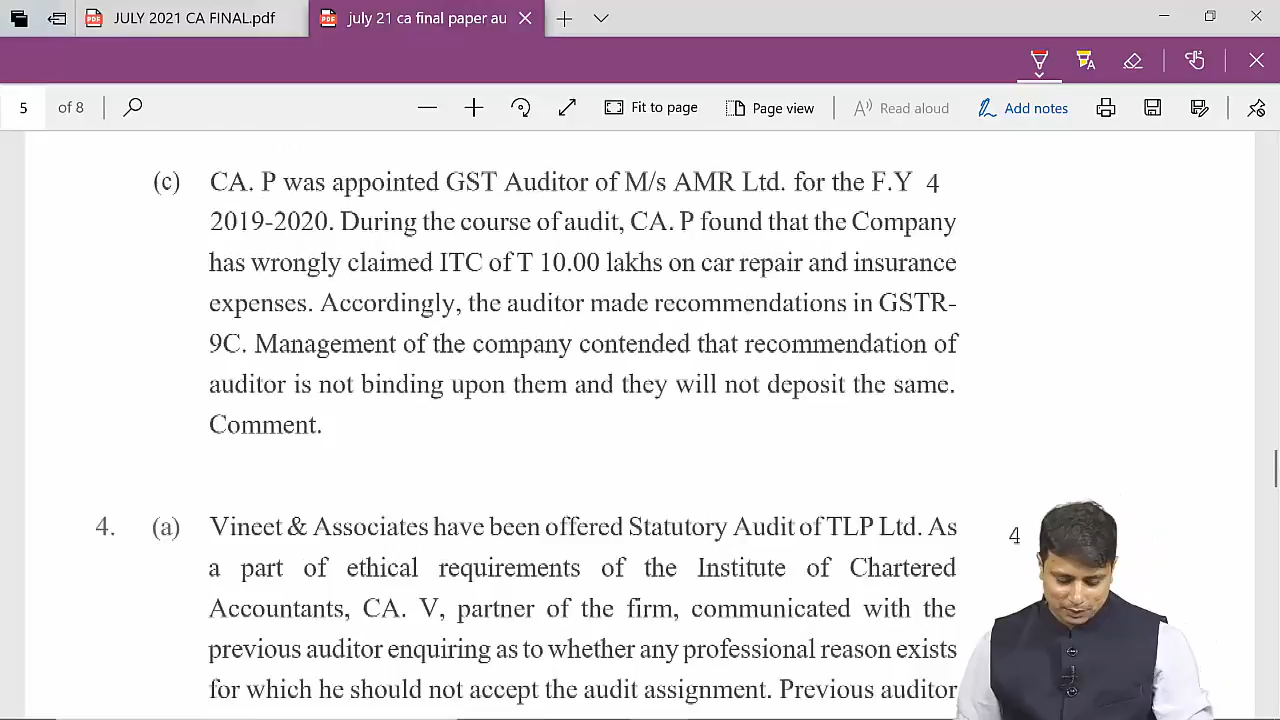 JULY 2021 CA FINAL.pdf
july 21 ca final paper au
5 of 8
Fit to page
Page view
Read aloud
Add notes
(c) CA. P was appointed GST Auditor of M/s AMR Ltd. for the F.Y 4
2019-2020. During the course of audit, CA. P found that the Company
has wrongly claimed ITC of T 10.00 lakhs on car repair and insurance
expenses. Accordingly, the auditor made recommendations in GSTR-
9C. Management of the company contended that recommendation of
auditor is not binding upon them and they will not deposit the same.
Comment.
4. (a) Vineet & Associates have been offered Statutory Audit of TLP Ltd. As 4
a part of ethical requirements of the Institute of Chartered
Accountants, CA. V, partner of the firm, communicated with the
previous auditor enquiring as to whether any professional reason exists
for which he should not accept the audit assignment. Previous auditor